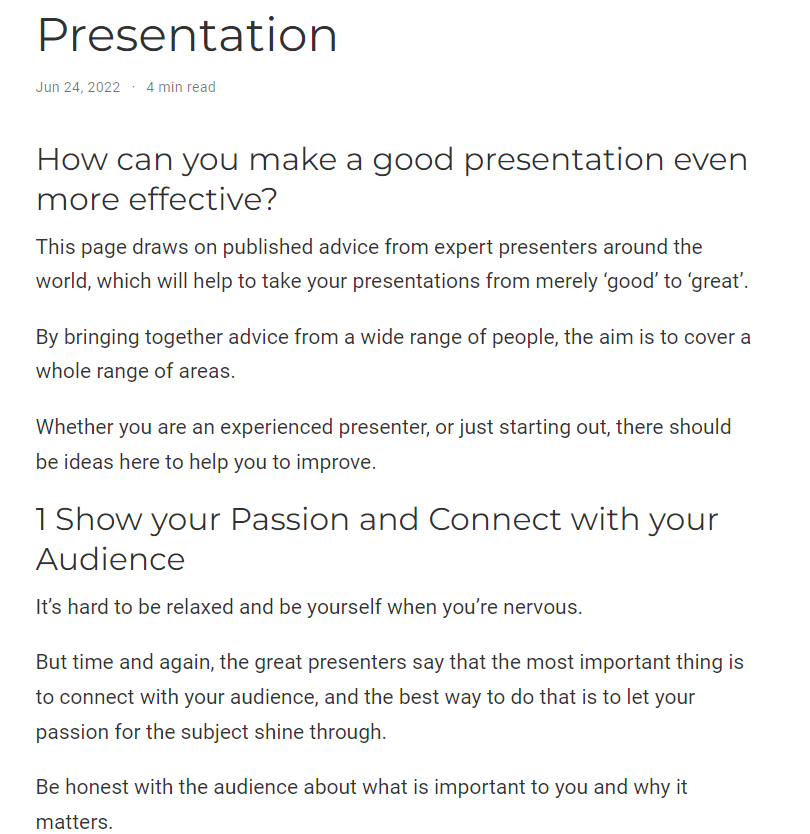 Presentation
Jun 24, 2022 · 4 min read
How can you make a good presentation even
more effective?
This page draws on published advice from expert presenters around the
world, which will help to take your presentations from merely ‘good’ to ‘great’.
By bringing together advice from a wide range of people, the aim is to cover a
whole range of areas.
Whether you are an experienced presenter, or just starting out, there should
be ideas here to help you to improve.
1 Show your Passion and Connect with your
Audience
It’s hard to be relaxed and be yourself when you’re nervous.
But time and again, the great presenters say that the most important thing is
to connect with your audience, and the best way to do that is to let your
passion for the subject shine through.
Be honest with the audience about what is important to you and why it
matters.